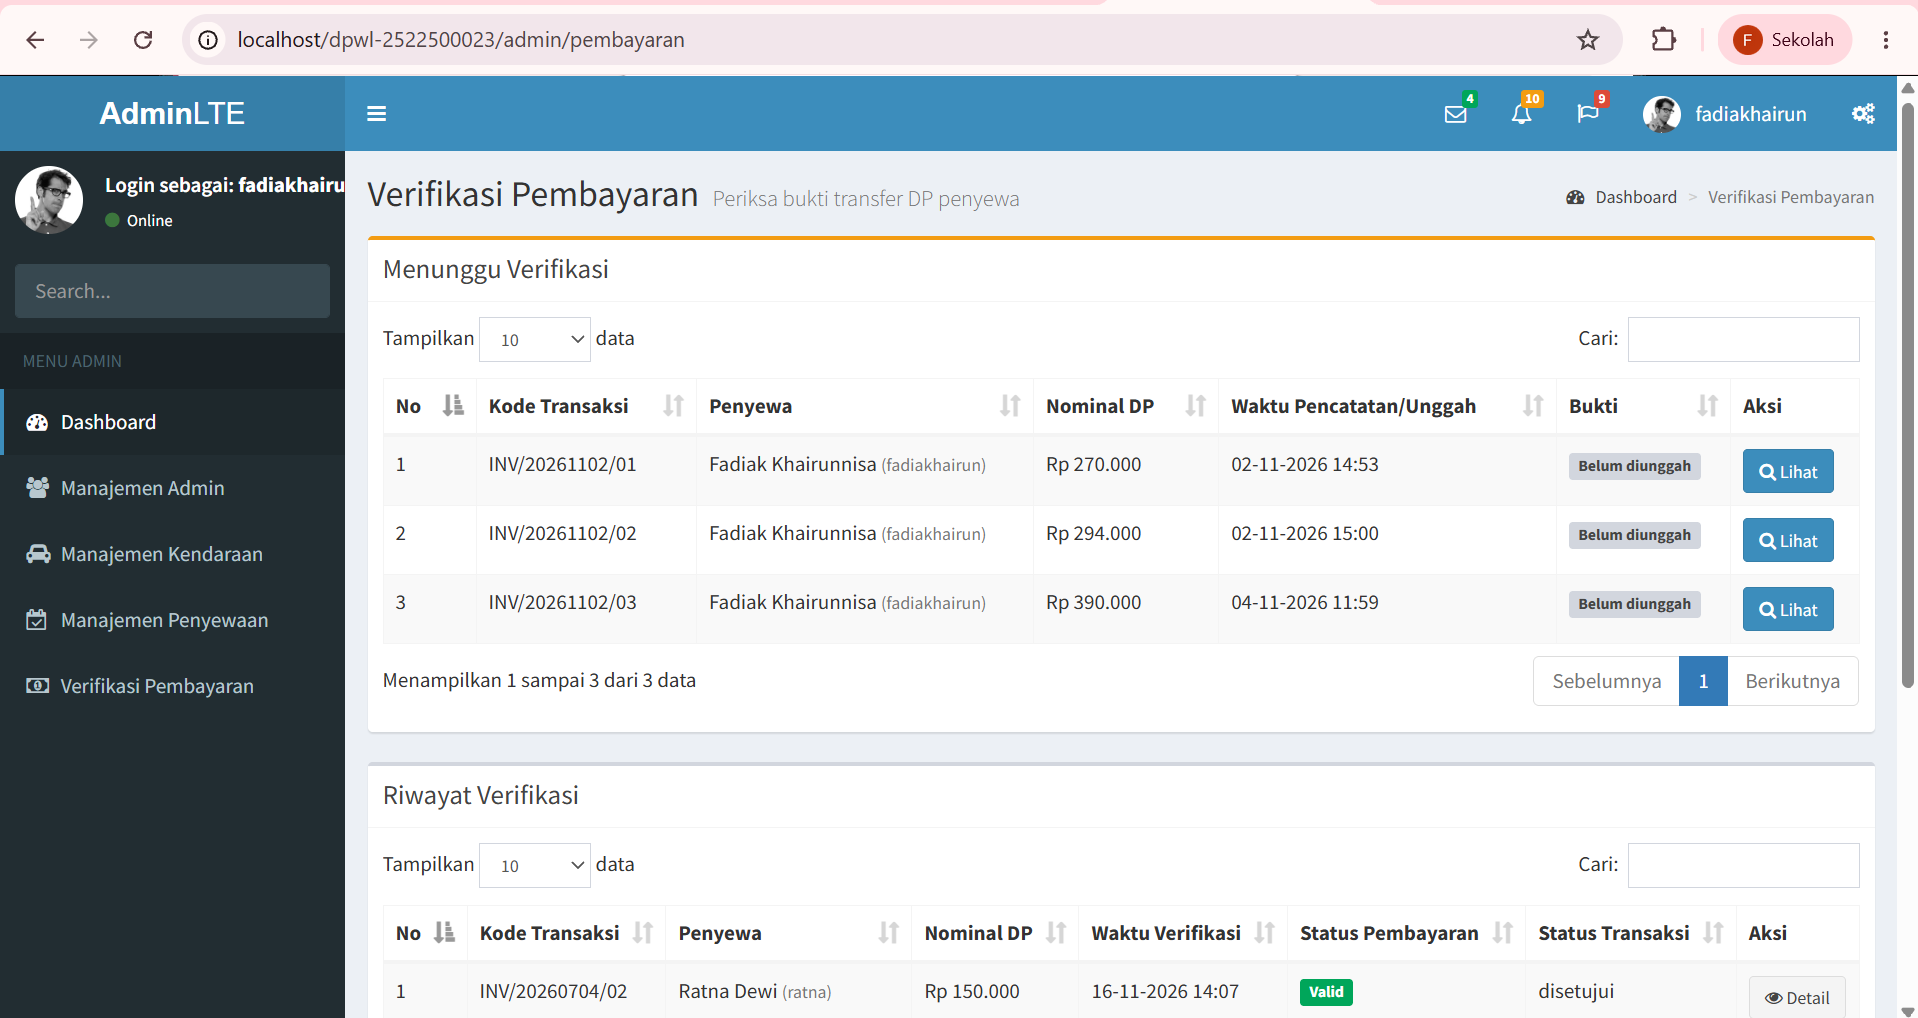 localhost/dpwl-2522500023/admin/pembayaran
F Sekolah
AdminLTE
4 10 9 fadiakhairun
Login sebagai: fadiakhairu
Online
Search...
MENU ADMIN
Dashboard
Manajemen Admin
Manajemen Kendaraan
Manajemen Penyewaan
Verifikasi Pembayaran
Verifikasi Pembayaran Periksa bukti transfer DP penyewa
Dashboard > Verifikasi Pembayaran
Menunggu Verifikasi
Tampilkan 10 data Cari:
No Kode Transaksi Penyewa Nominal DP Waktu Pencatatan/Unggah Bukti Aksi
1 INV/20261102/01 Fadiak Khairunnisa (fadiakhairun) Rp 270.000 02-11-2026 14:53 Belum diunggah Lihat
2 INV/20261102/02 Fadiak Khairunnisa (fadiakhairun) Rp 294.000 02-11-2026 15:00 Belum diunggah Lihat
3 INV/20261102/03 Fadiak Khairunnisa (fadiakhairun) Rp 390.000 04-11-2026 11:59 Belum diunggah Lihat
Menampilkan 1 sampai 3 dari 3 data Sebelumnya 1 Berikutnya
Riwayat Verifikasi
Tampilkan 10 data Cari:
No Kode Transaksi Penyewa Nominal DP Waktu Verifikasi Status Pembayaran Status Transaksi Aksi
1 INV/20260704/02 Ratna Dewi (ratna) Rp 150.000 16-11-2026 14:07 Valid disetujui Detail